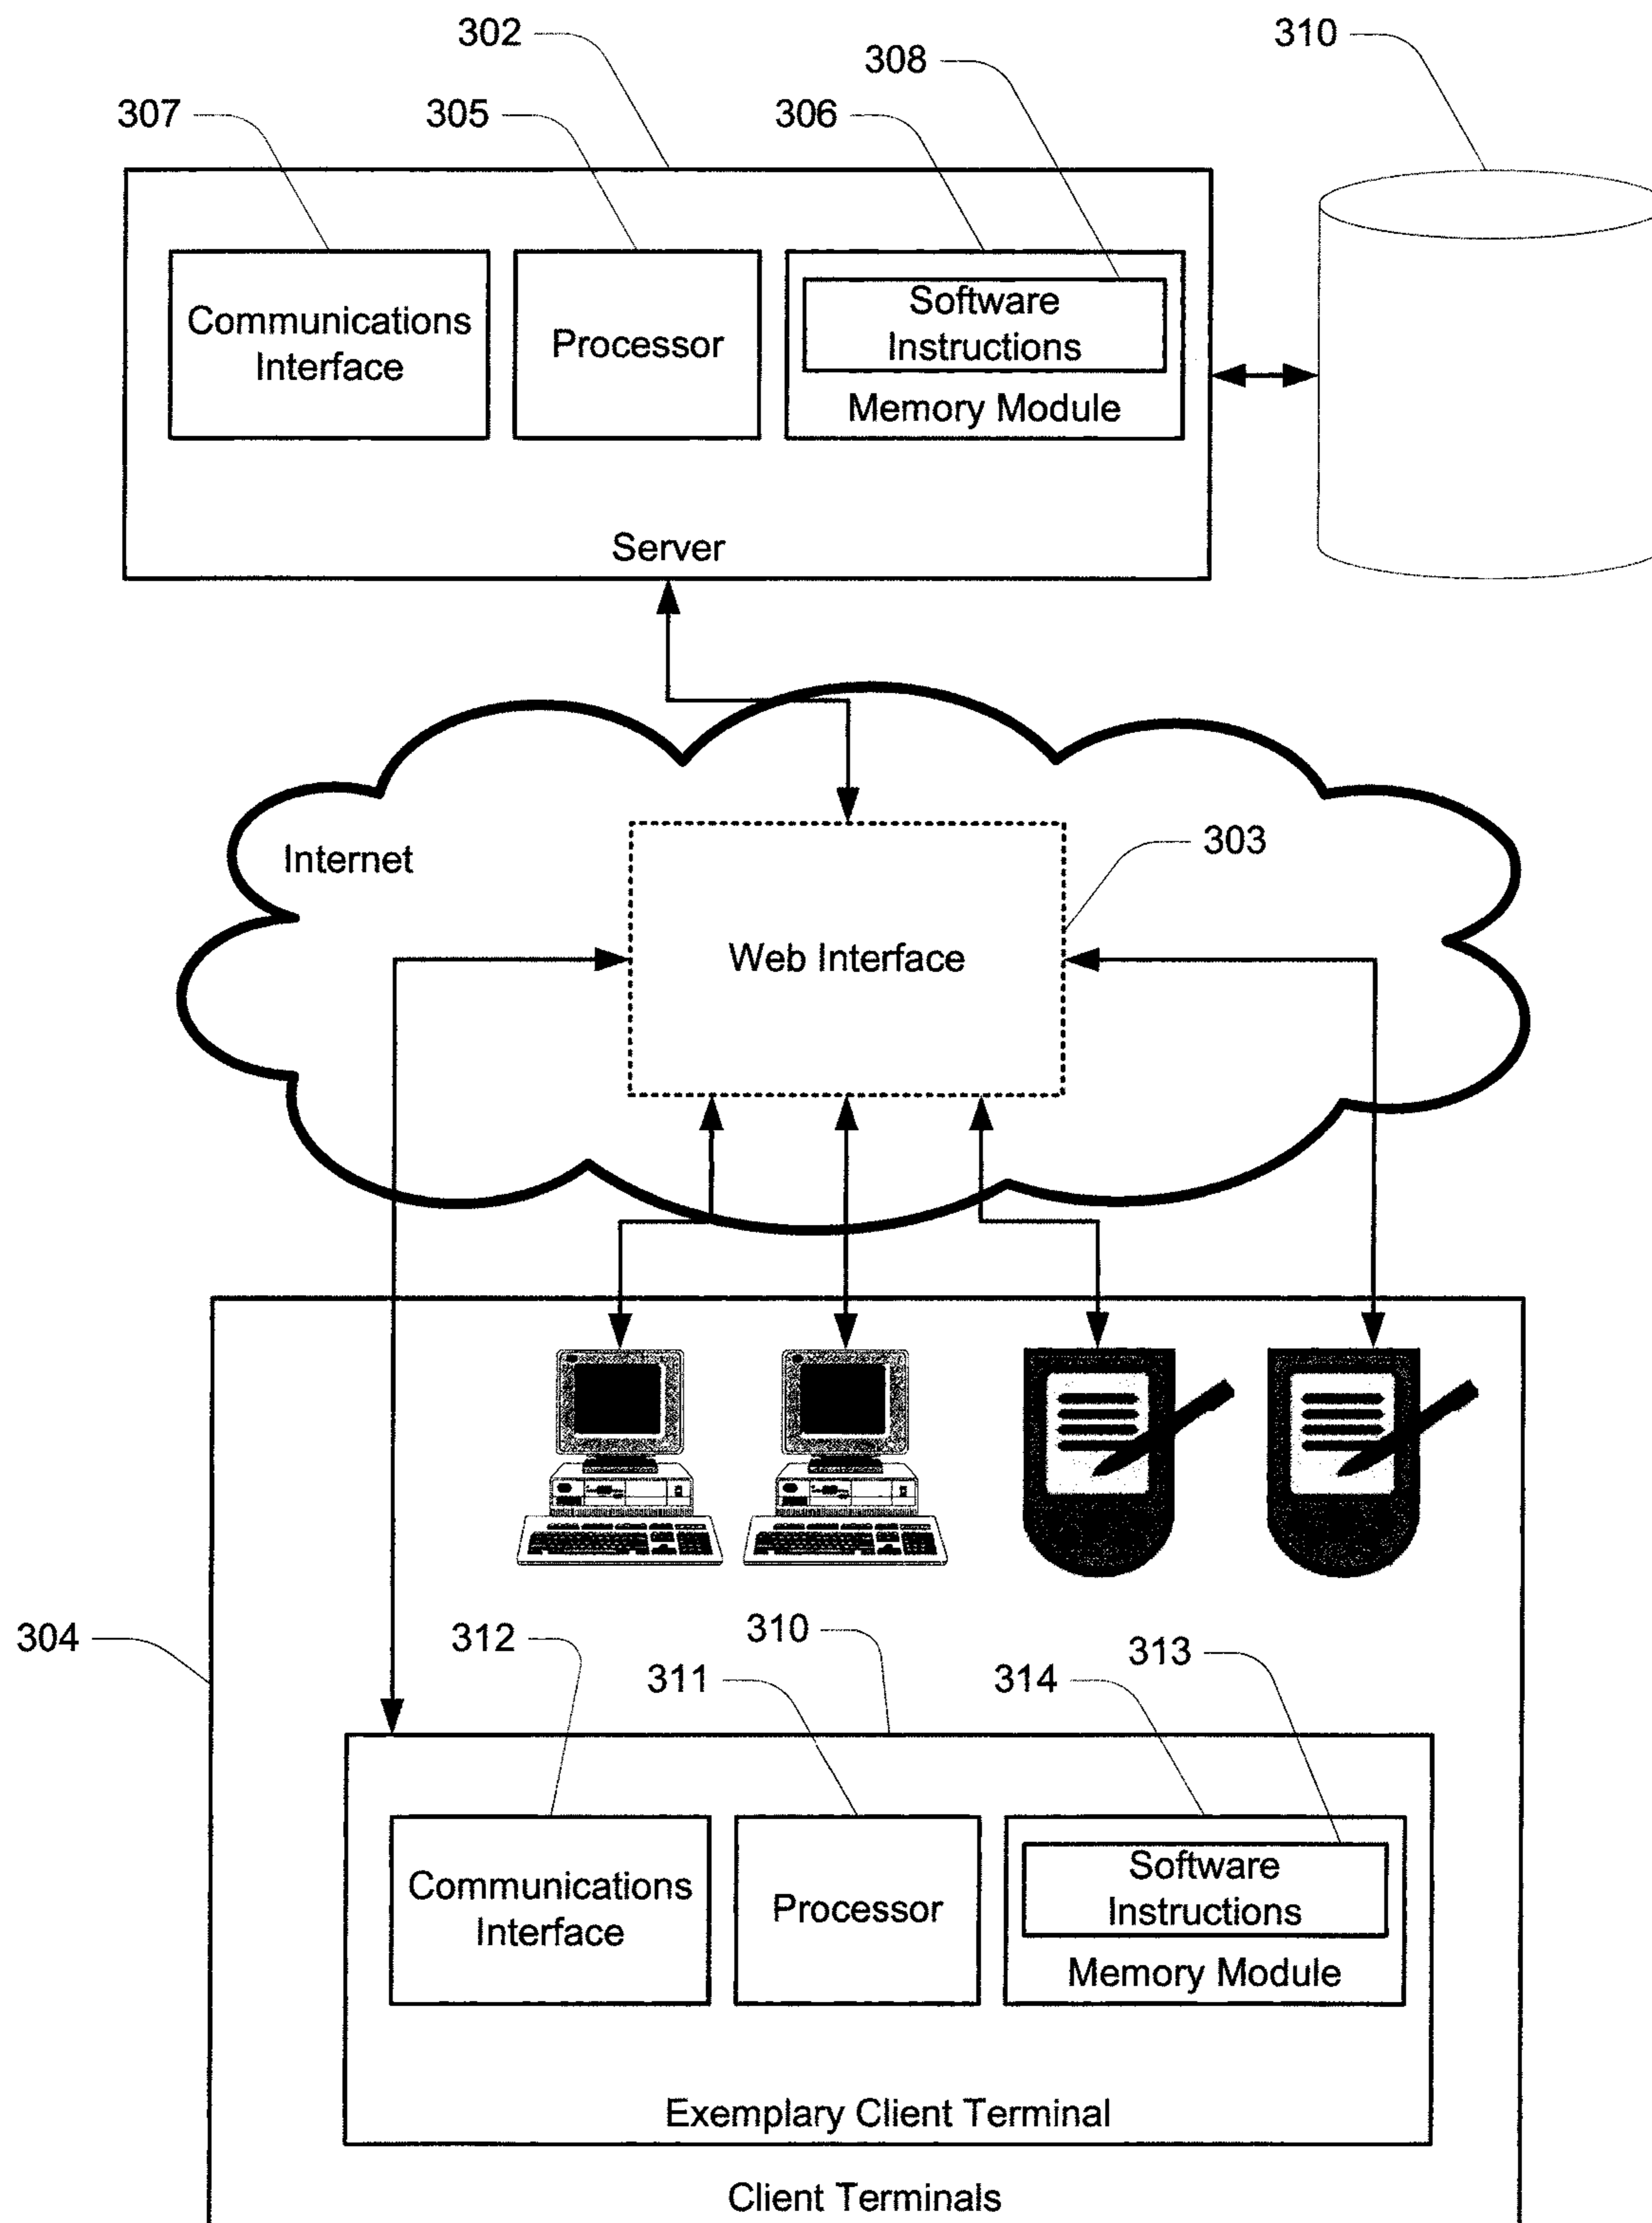 302
308
310
307
305
306
Communications
Interface
Processor
Software
Instructions
Memory Module
Server
Internet
303
Web Interface
304
312
310
313
311
314
Communications
Interface
Processor
Software
Instructions
Memory Module
Exemplary Client Terminal
Client Terminals